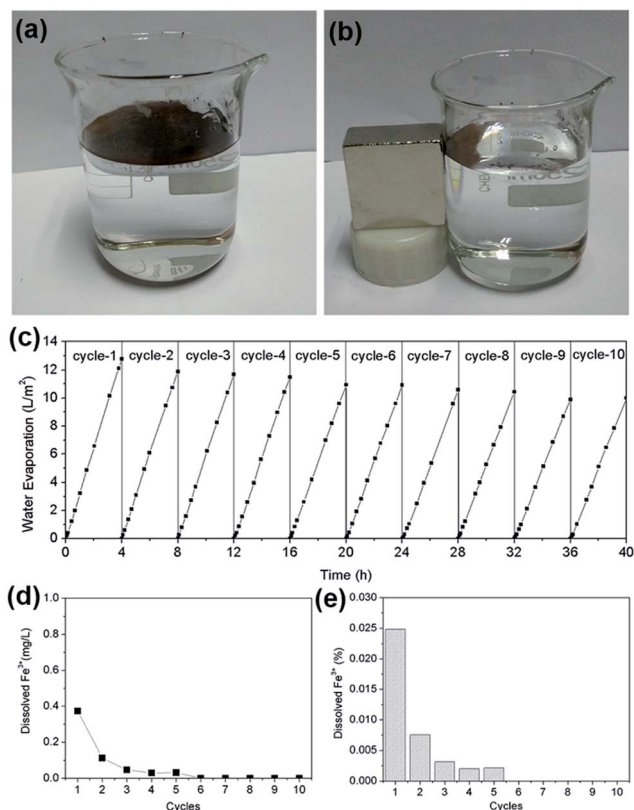 (a)
(b)
(c)
14
12
10
8
6
4
2
0
Water Evaporation (L/m²)
cycle-1 cycle-2 cycle-3 cycle-4 cycle-5 cycle-6 cycle-7 cycle-8 cycle-9 cycle-10
0 4 8 12 16 20 24 28 32 36 40
Time (h)
(d)
1.0
0.8
0.6
0.4
0.2
0.0
Dissolved Fe³⁺(mg/L)
1 2 3 4 5 6 7 8 9 10
Cycles
(e)
0.030
0.025
0.020
0.015
0.010
0.005
0.000
Dissolved Fe³⁺ (%)
1 2 3 4 5 6 7 8 9 10
Cycles